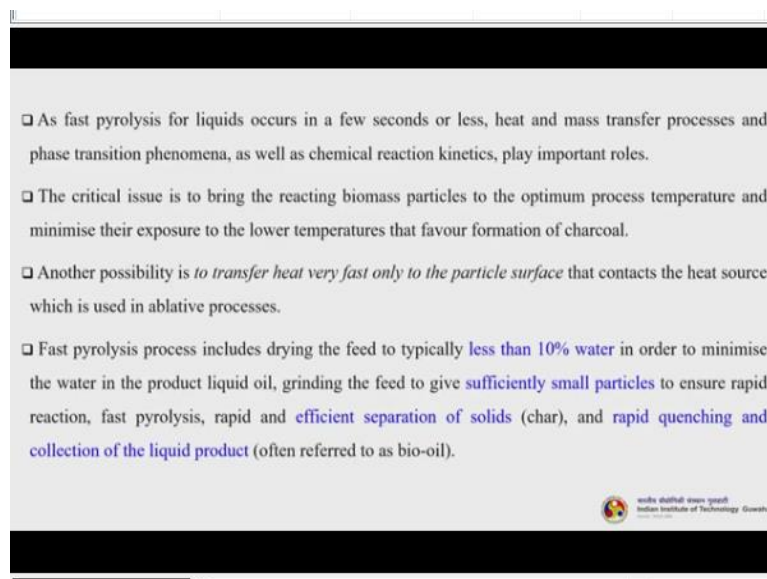 ❑ As fast pyrolysis for liquids occurs in a few seconds or less, heat and mass transfer processes and
phase transition phenomena, as well as chemical reaction kinetics, play important roles.
❑ The critical issue is to bring the reacting biomass particles to the optimum process temperature and
minimise their exposure to the lower temperatures that favour formation of charcoal.
❑ Another possibility is to transfer heat very fast only to the particle surface that contacts the heat source
which is used in ablative processes.
❑ Fast pyrolysis process includes drying the feed to typically less than 10% water in order to minimise
the water in the product liquid oil, grinding the feed to give sufficiently small particles to ensure rapid
reaction, fast pyrolysis, rapid and efficient separation of solids (char), and rapid quenching and
collection of the liquid product (often referred to as bio-oil).
Indian Institute of Technology Guwah